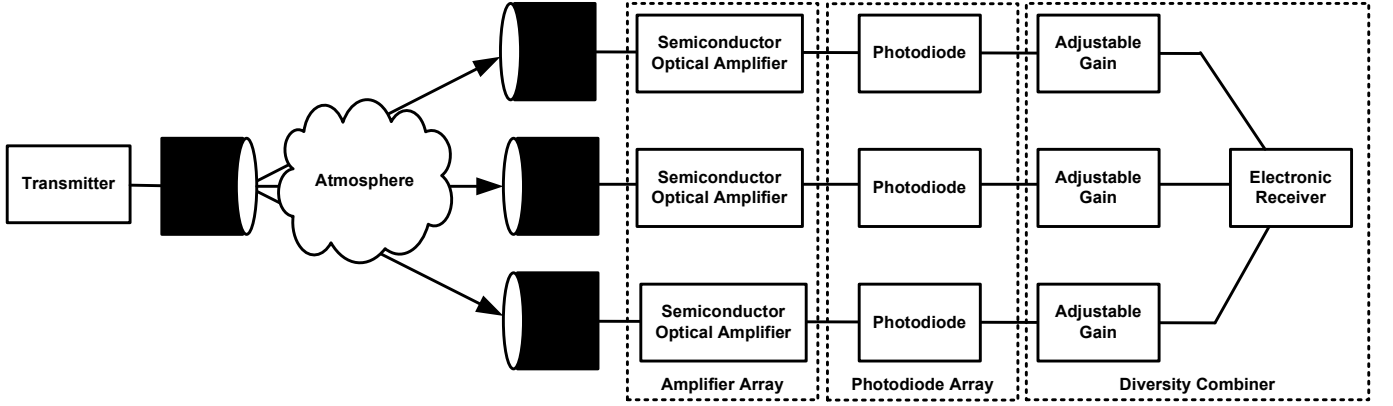 Semiconductor
Optical Amplifier
Photodiode
Adjustable
Gain
Transmitter
Atmosphere
Semiconductor
Optical Amplifier
Photodiode
Adjustable
Gain
Electronic
Receiver
Semiconductor
Optical Amplifier
Photodiode
Adjustable
Gain
Amplifier Array
Photodiode Array
Diversity Combiner